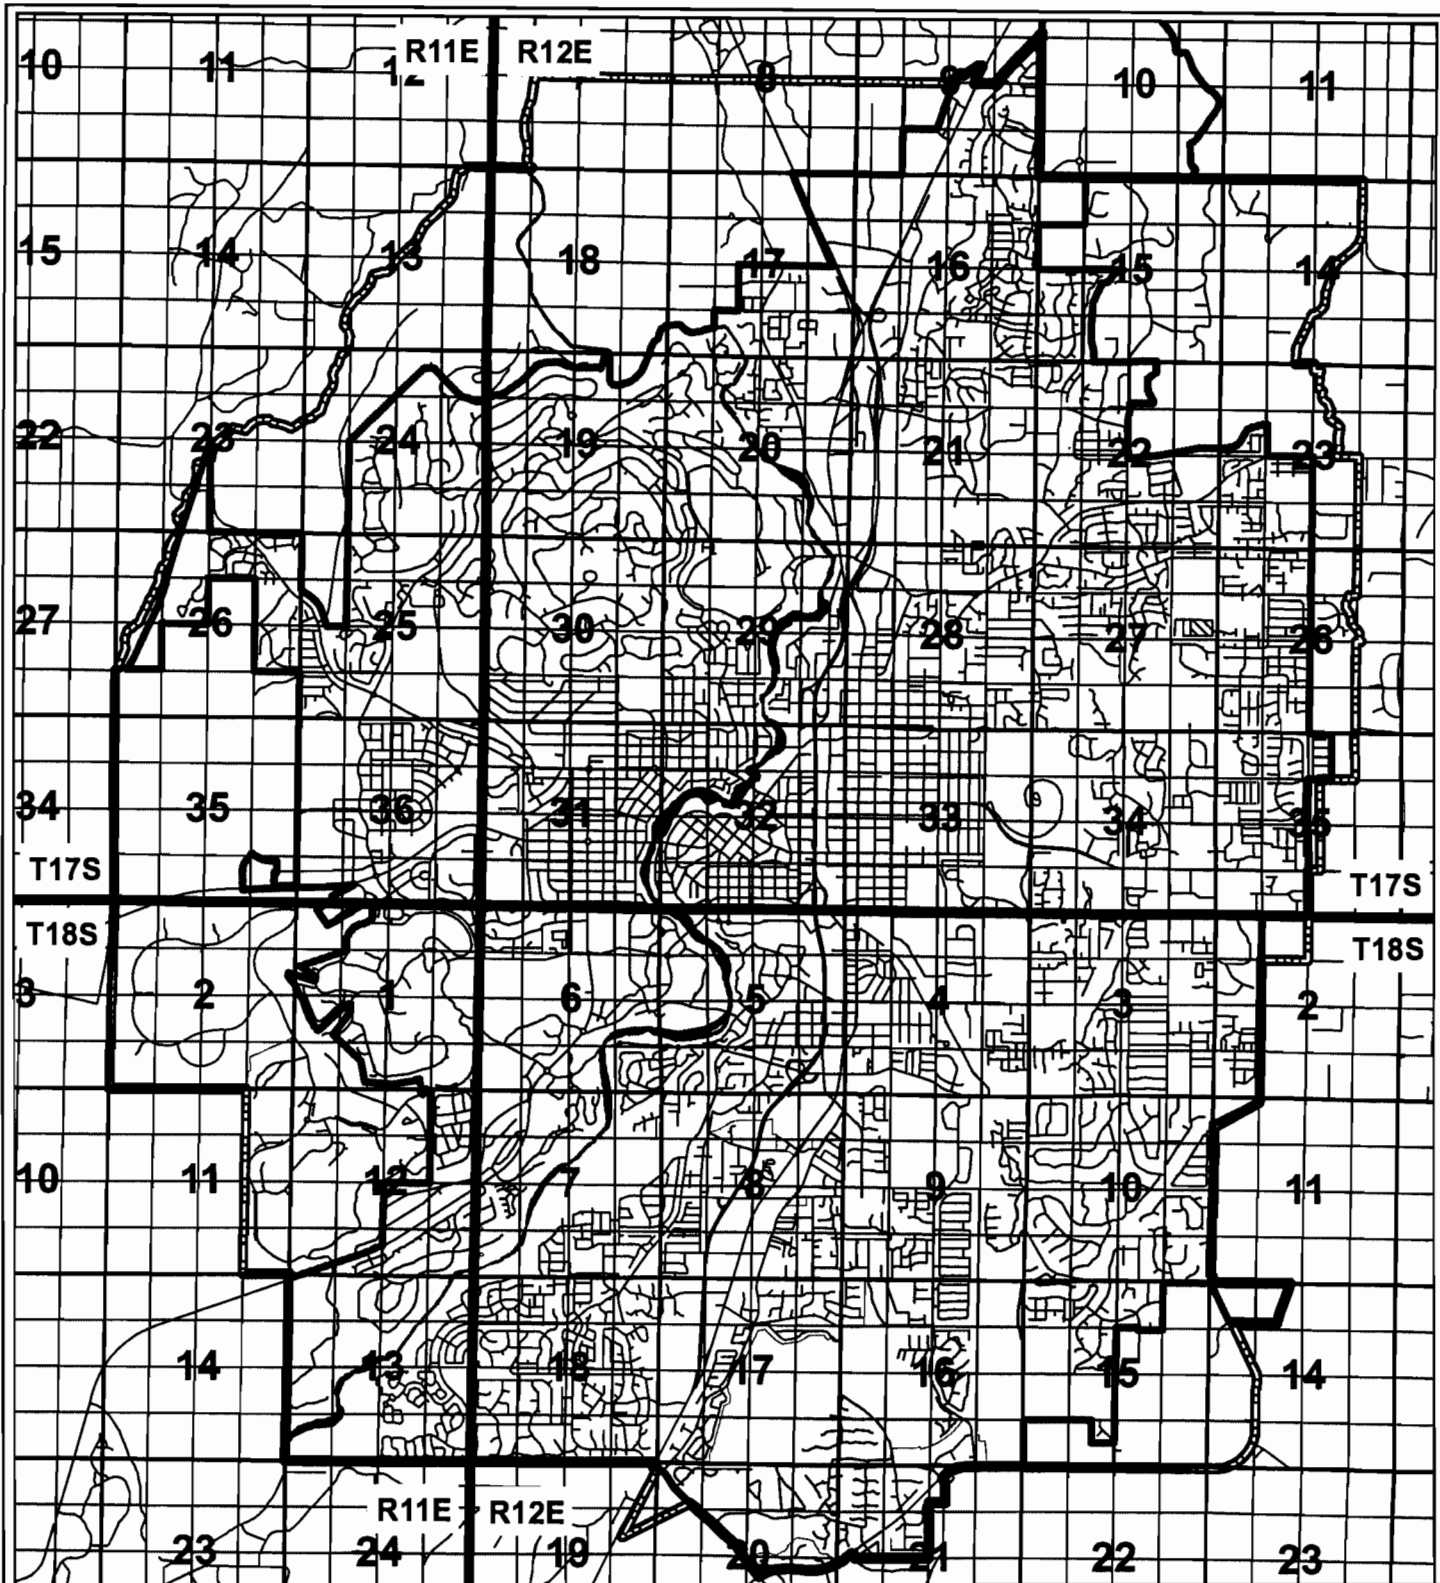 R11E R12E
10 11 12 8 9 10 11
15 14 13 18 17 16 15 14
22 23 24 19 20 21 22 23
27 26 25 30 29 28 27 26
34 35 36 31 32 33 34 35
T17S T17S
T18S T18S
3 2 1 6 5 4 3 2
10 11 12 7 8 9 10 11
14 13 18 17 16 15 14
R11E R12E
23 24 19 20 21 22 23